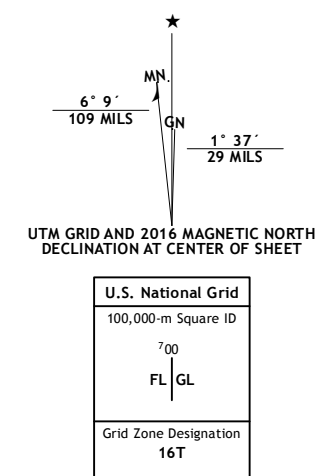 ★
MN.
6° 9´
109 MILS
GN
1° 37´
29 MILS
UTM GRID AND 2016 MAGNETIC NORTH
DECLINATION AT CENTER OF SHEET
U.S. National Grid
100,000-m Square ID
⁷00
FL GL
Grid Zone Designation
16T